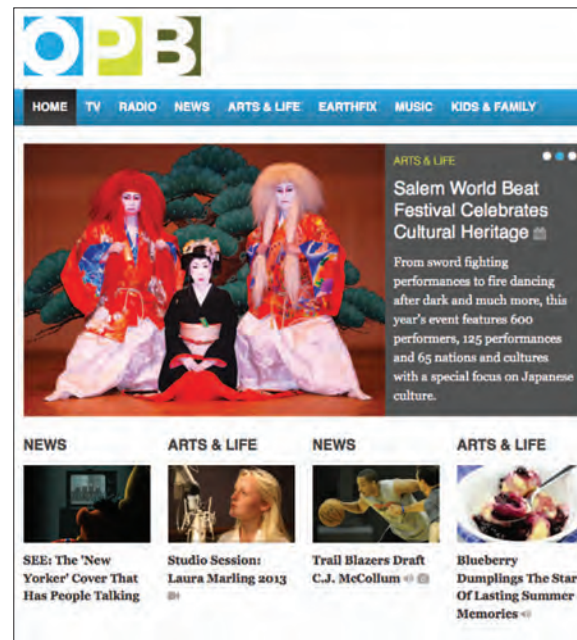 OPB
HOME TV RADIO NEWS ARTS & LIFE EARTHFIX MUSIC KIDS & FAMILY
ARTS & LIFE
Salem World Beat
Festival Celebrates
Cultural Heritage
From sword fighting
performances to fire dancing
after dark and much more, this
year's event features 600
performers, 125 performances
and 65 nations and cultures
with a special focus on Japanese
culture.
NEWS
SEE: The 'New
Yorker' Cover That
Has People Talking
ARTS & LIFE
Studio Session:
Laura Marling 2013
NEWS
Trail Blazers Draft
C.J. McCollum
ARTS & LIFE
Blueberry
Dumplings The Star
Of Lasting Summer
Memories